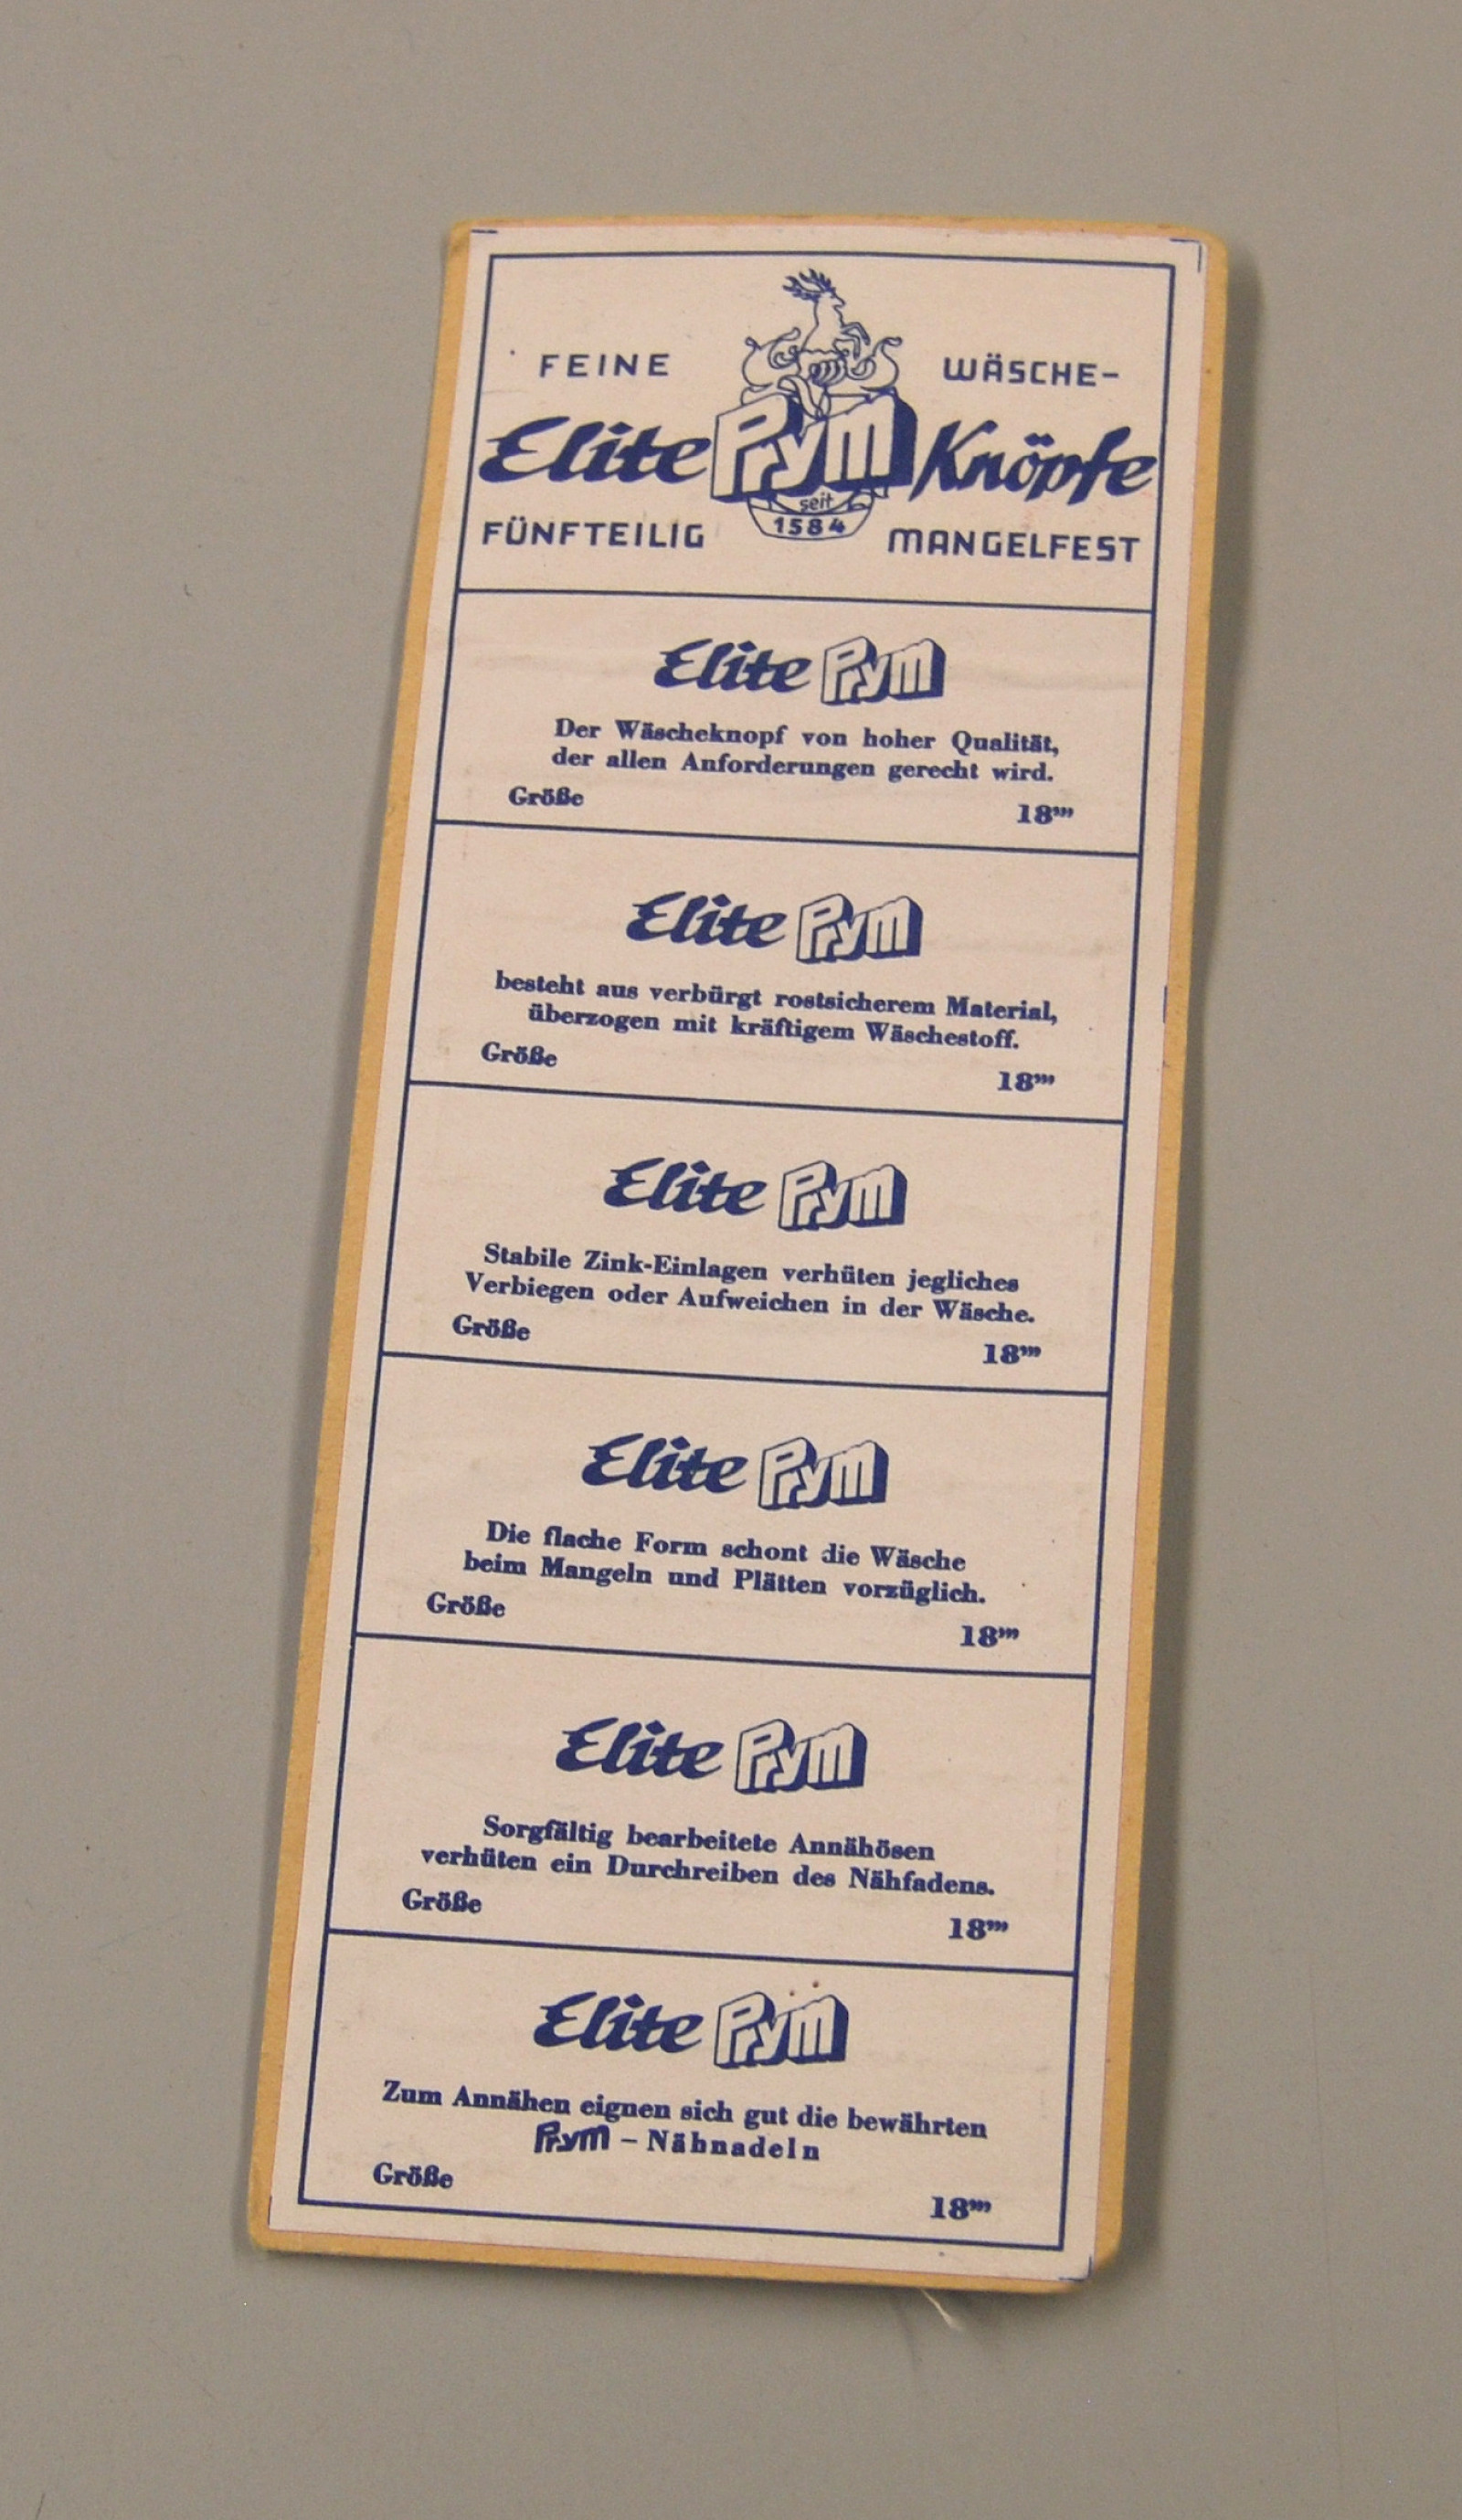 FEINE WÄSCHE-
Elite Prym Knöpfe
seit
FÜNFTEILIG 1584 MANGELFEST
Elite Prym
Der Wäscheknopf von hoher Qualität,
der allen Anforderungen gerecht wird.
Größe 18'''
Elite Prym
besteht aus verbürgt rostsicherem Material,
überzogen mit kräftigem Wäschestoff.
Größe 18'''
Elite Prym
Stabile Zink-Einlagen verhüten jegliches
Verbiegen oder Aufweichen in der Wäsche.
Größe 18'''
Elite Prym
Die flache Form schont die Wäsche
beim Mangeln und Plätten vorzüglich.
Größe 18'''
Elite Prym
Sorgfältig bearbeitete Annähösen
verhüten ein Durchreiben des Nähfadens.
Größe 18'''
Elite Prym
Zum Annähen eignen sich gut die bewährten
Prym – Nähnadeln
Größe 18'''